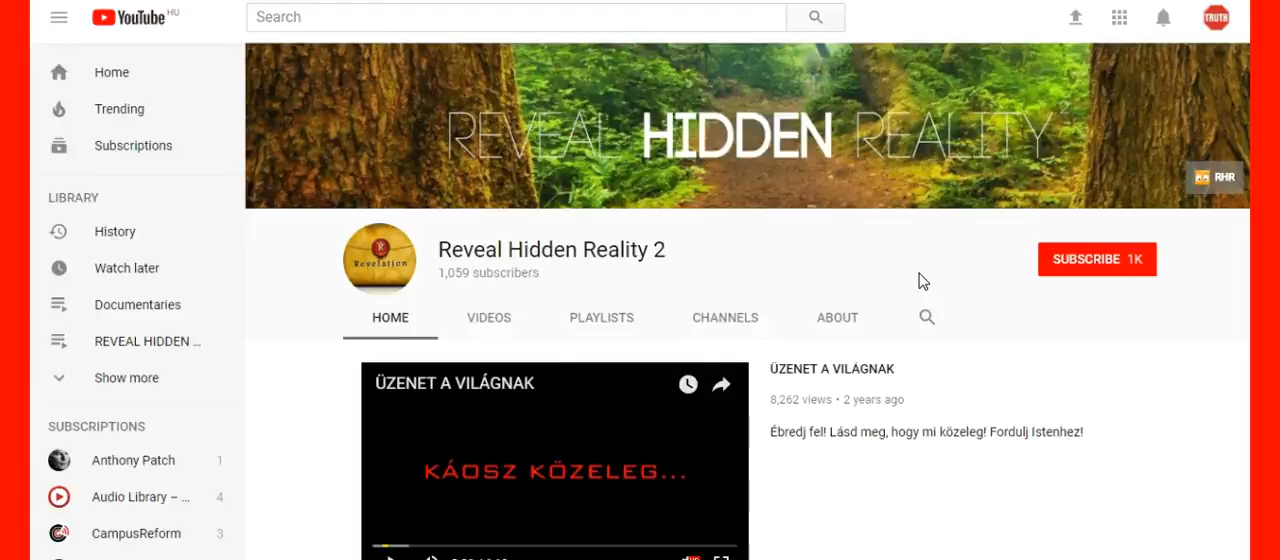 YouTube HU
Search
TRUTH
Home
Trending
Subscriptions
LIBRARY
History
Watch later
Documentaries
REVEAL HIDDEN ...
Show more
SUBSCRIPTIONS
Anthony Patch 1
Audio Library – ... 4
CampusReform 3
REVEAL HIDDEN REALITY 2
RHR
R
Revelation
Reveal Hidden Reality 2
1,059 subscribers
SUBSCRIBE 1K
HOME VIDEOS PLAYLISTS CHANNELS ABOUT
ÜZENET A VILÁGNAK
KÁOSZ KÖZELEG...
ÜZENET A VILÁGNAK
8,262 views • 2 years ago
Ébredj fel! Lásd meg, hogy mi közeleg! Fordulj Istenhez!